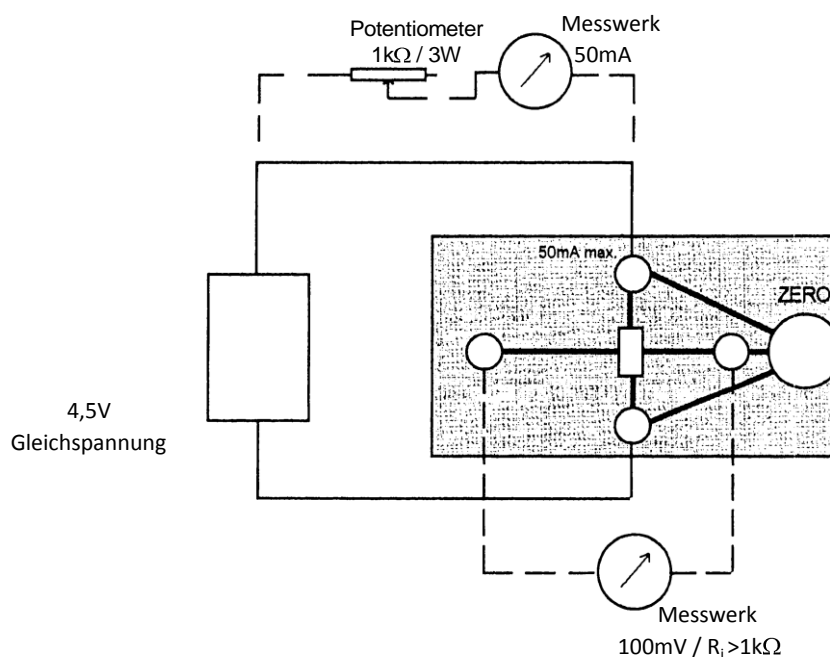 Potentiometer
1kΩ / 3W
Messwerk
50mA
50mA max.
ZERO
4,5V
Gleichspannung
Messwerk
100mV / Ri >1kΩ